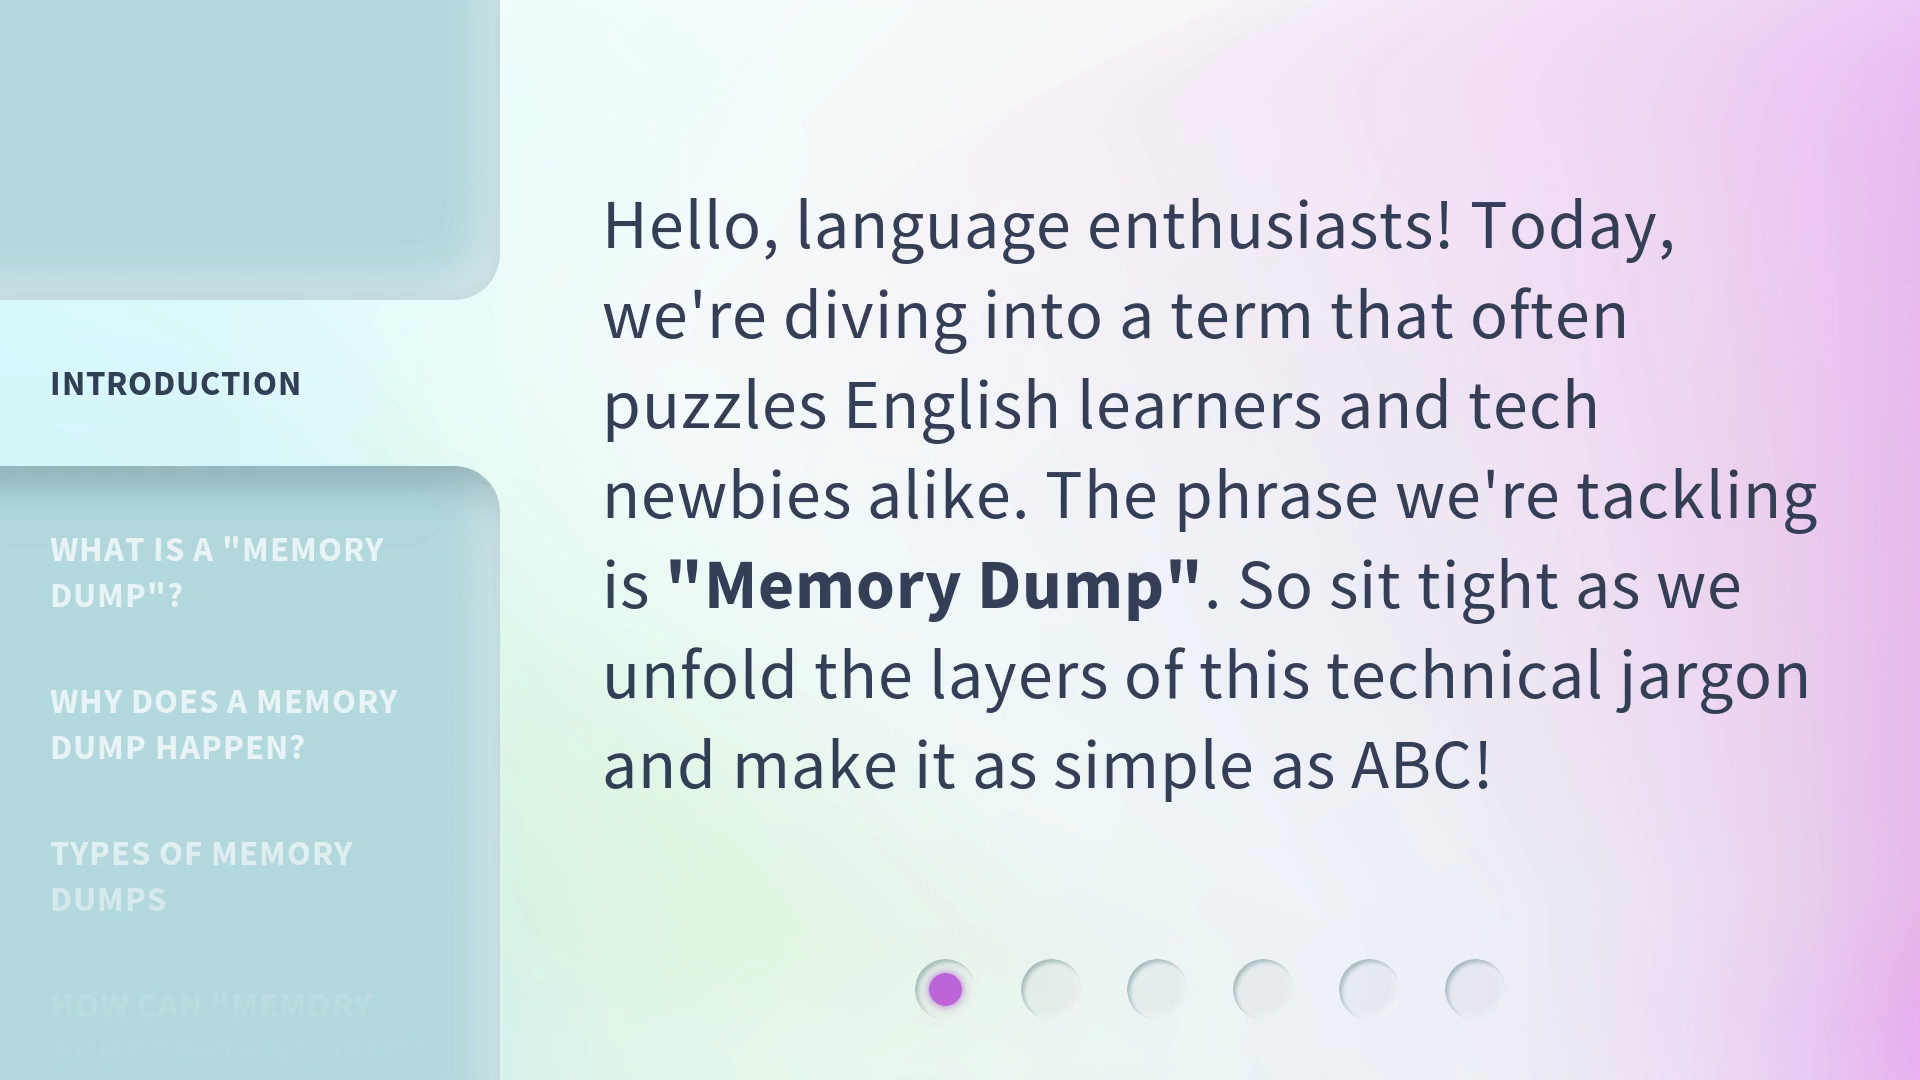 INTRODUCTION
WHAT IS A "MEMORY
DUMP"?
WHY DOES A MEMORY
DUMP HAPPEN?
TYPES OF MEMORY
DUMPS
HOW CAN "MEMORY
Hello, language enthusiasts! Today,
we're diving into a term that often
puzzles English learners and tech
newbies alike. The phrase we're tackling
is "Memory Dump". So sit tight as we
unfold the layers of this technical jargon
and make it as simple as ABC!